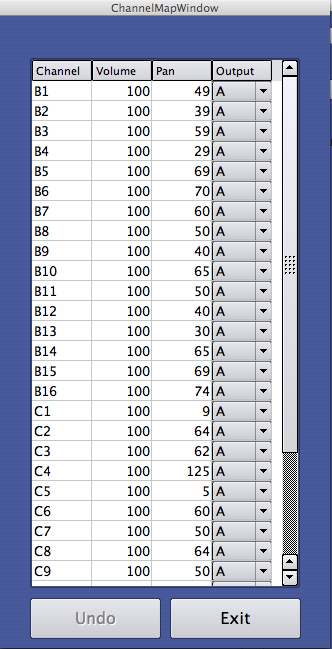 ChannelMapWindow
Channel Volume Pan Output
B1 100 49 A
B2 100 39 A
B3 100 59 A
B4 100 29 A
B5 100 69 A
B6 100 70 A
B7 100 60 A
B8 100 50 A
B9 100 40 A
B10 100 65 A
B11 100 50 A
B12 100 40 A
B13 100 30 A
B14 100 65 A
B15 100 69 A
B16 100 74 A
C1 100 9 A
C2 100 64 A
C3 100 62 A
C4 100 125 A
C5 100 5 A
C6 100 60 A
C7 100 50 A
C8 100 64 A
C9 100 50 A
Undo Exit